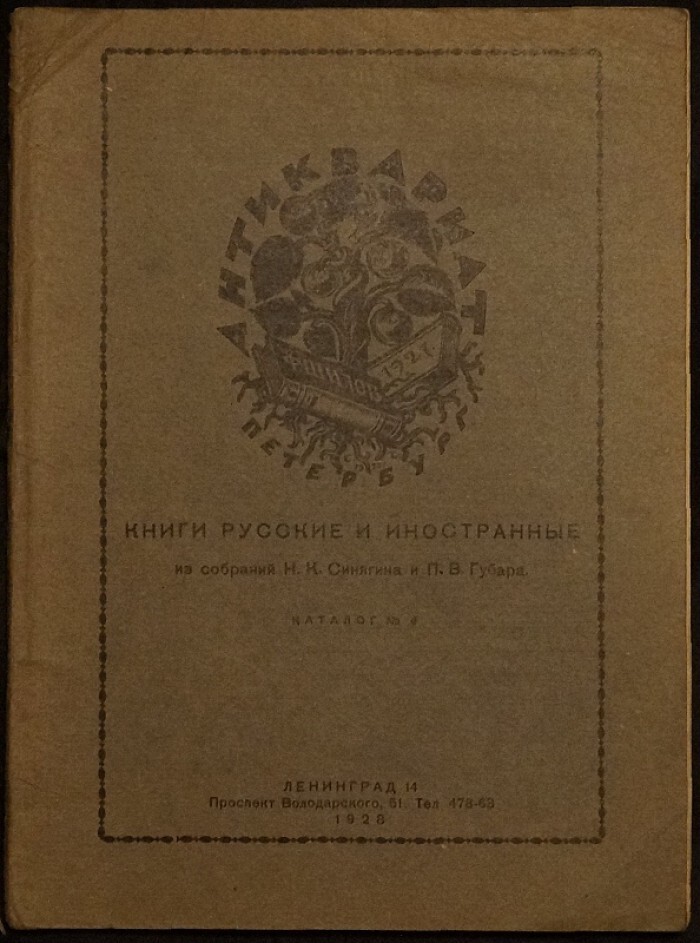 АНТИКВАРИАТ
1921
ПЕТЕРБУРГ
КНИГИ РУССКИЕ И ИНОСТРАННЫЕ
из собраний Н. К. Синягина и П. В. Губара.
КАТАЛОГ № 4
ЛЕНИНГРАД 14
Проспект Володарского, 51. Тел 478-63
1928